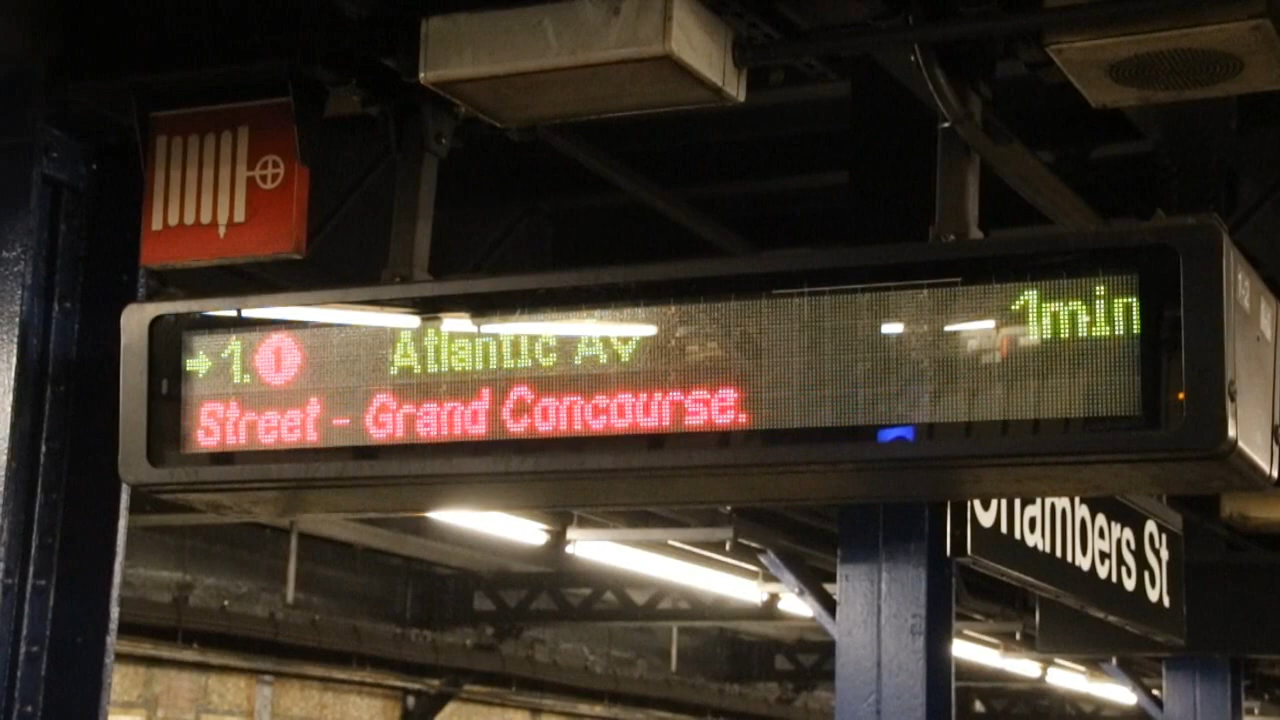 ➔1. 1 Atlantic Av 1min
Street - Grand Concourse.
Chambers St